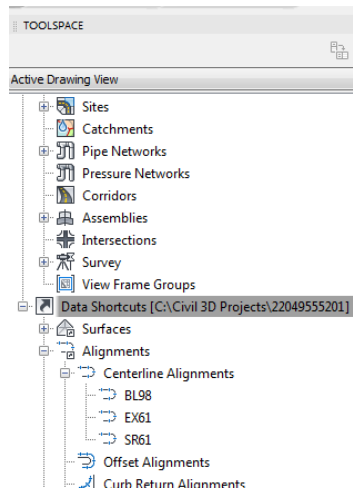 TOOLSPACE
Active Drawing View
Sites
Catchments
Pipe Networks
Pressure Networks
Corridors
Assemblies
Intersections
Survey
View Frame Groups
Data Shortcuts [C:\Civil 3D Projects\22049555201]
Surfaces
Alignments
Centerline Alignments
BL98
EX61
SR61
Offset Alignments
Curb Return Alignments